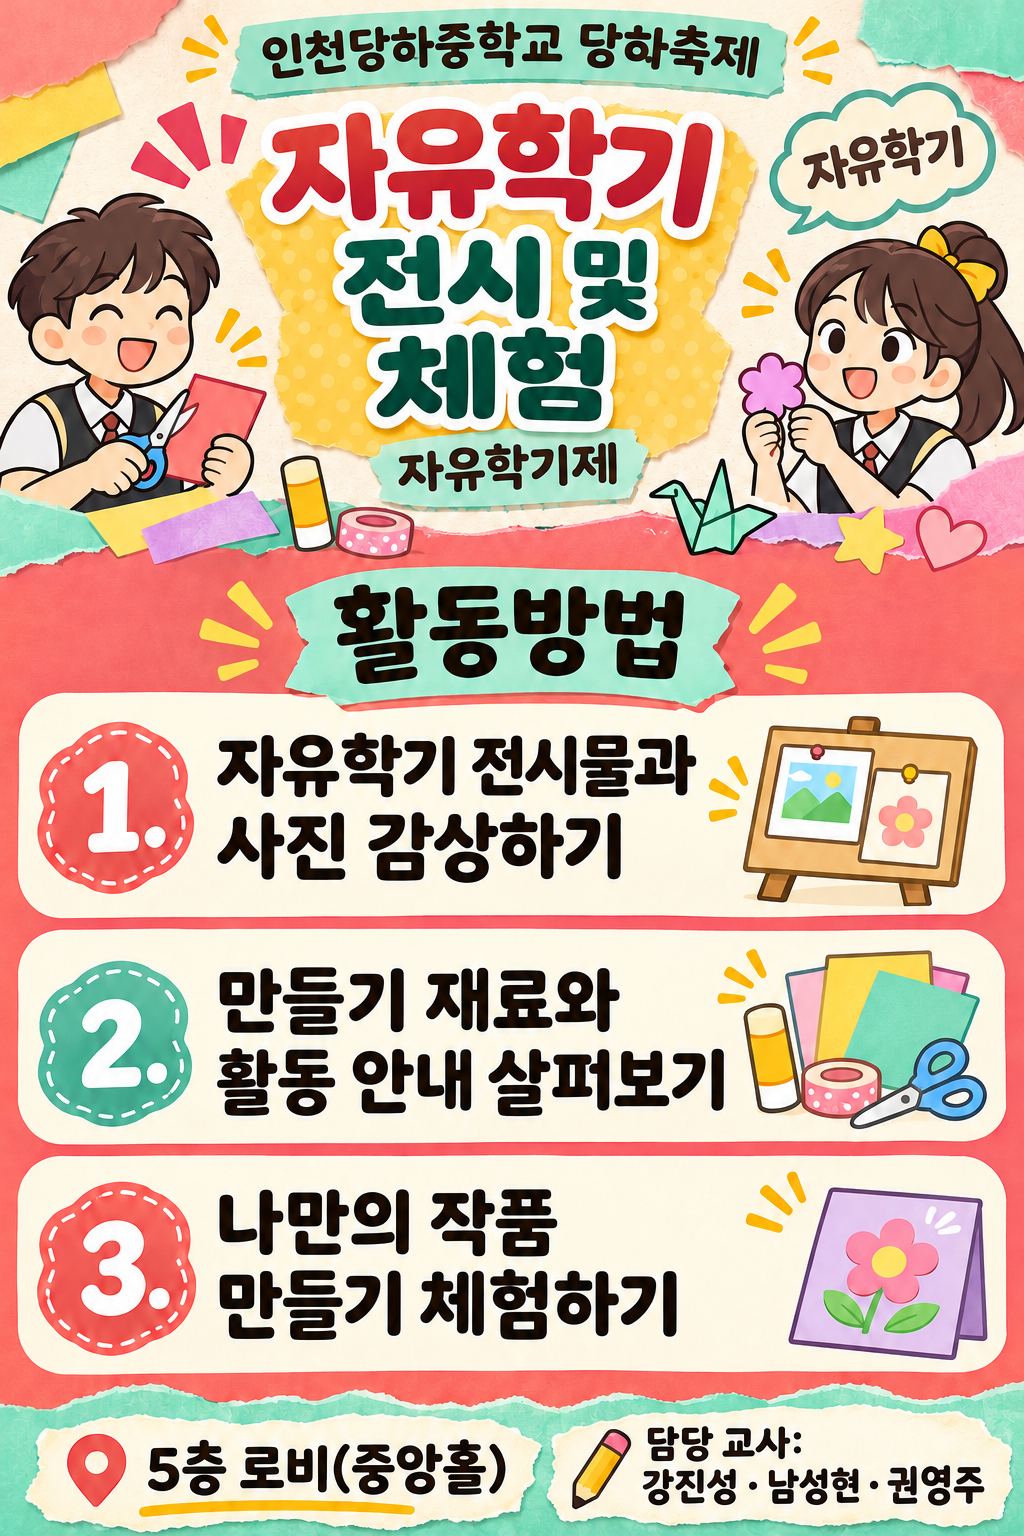 인천당하중학교 당하축제
자유학기
전시 및
체험
자유학기
자유학기제
활동방법
1.
자유학기 전시물과
사진 감상하기
2.
만들기 재료와
활동 안내 살펴보기
3.
나만의 작품
만들기 체험하기
5층 로비(중앙홀)
담당 교사:
강진성·남성현·권영주